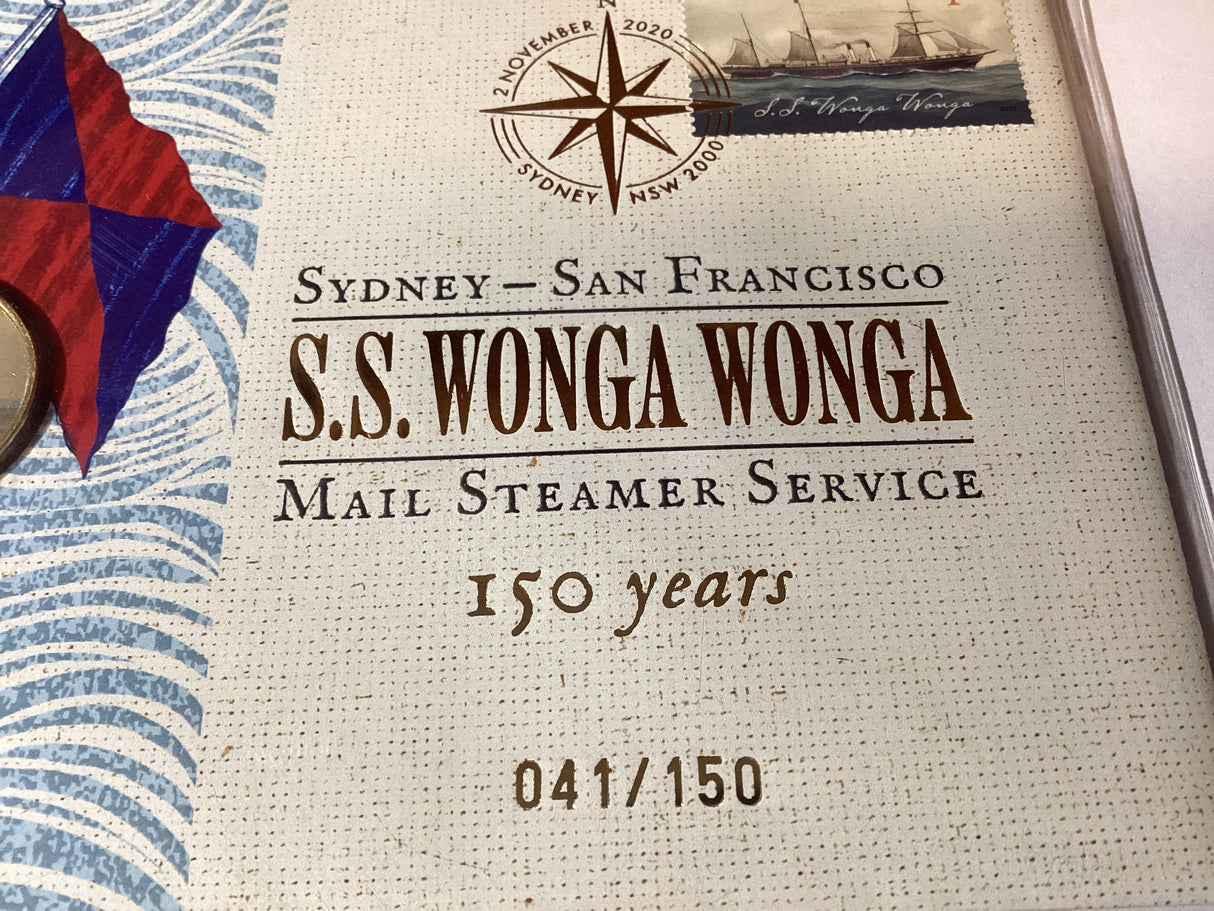 N
2 NOVEMBER 2020
SYDNEY NSW 2000
S.S. Wonga Wonga
2020
SYDNEY – SAN FRANCISCO
S.S. WONGA WONGA
MAIL STEAMER SERVICE
150 years
041/150